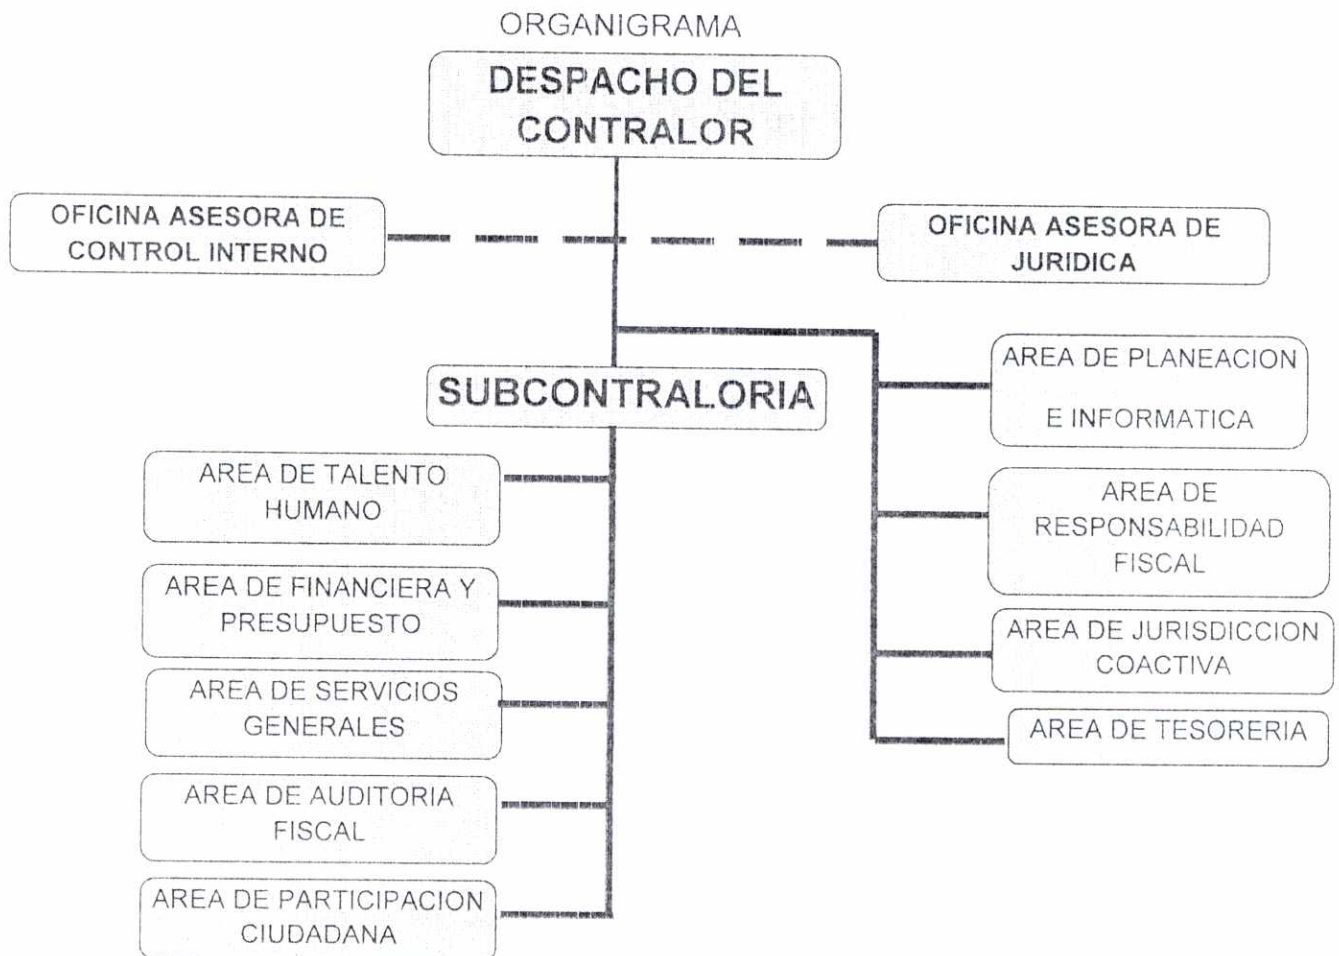 ORGANIGRAMA
DESPACHO DEL
CONTRALOR
OFICINA ASESORA DE
CONTROL INTERNO
OFICINA ASESORA DE
JURIDICA
SUBCONTRALORIA
AREA DE TALENTO
HUMANO
AREA DE FINANCIERA Y
PRESUPUESTO
AREA DE SERVICIOS
GENERALES
AREA DE AUDITORIA
FISCAL
AREA DE PARTICIPACION
CIUDADANA
AREA DE PLANEACION
E INFORMATICA
AREA DE
RESPONSABILIDAD
FISCAL
AREA DE JURISDICCION
COACTIVA
AREA DE TESORERIA